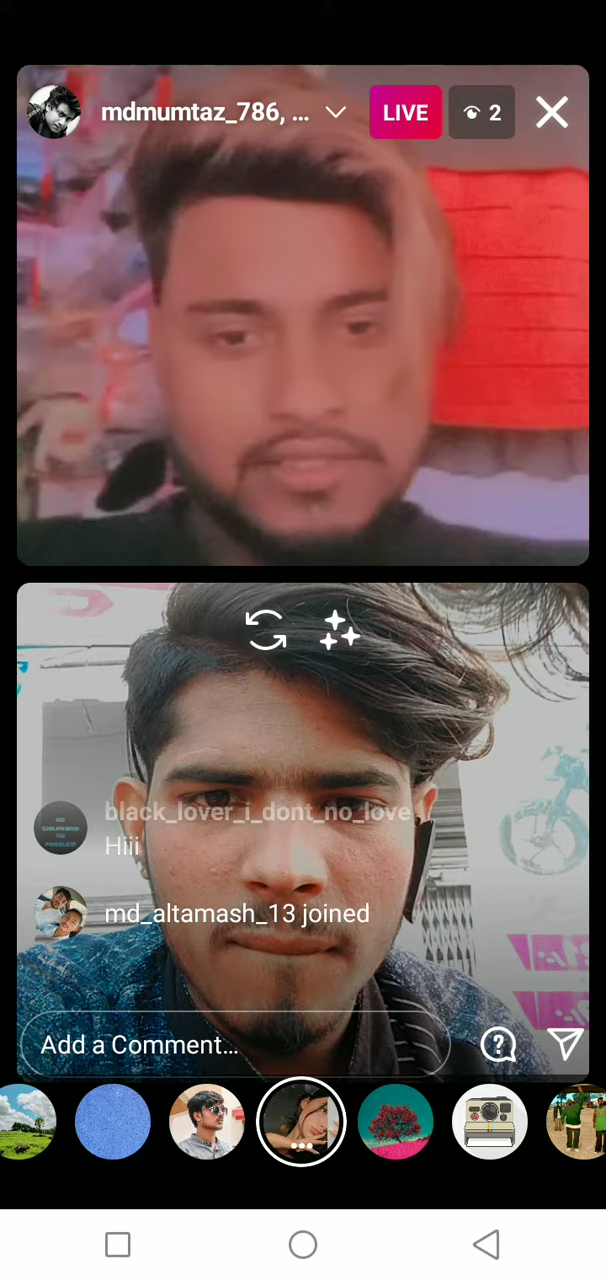 mdmumtaz_786, ...
LIVE
2
black_lover_i_dont_no_love
Hiii
md_altamash_13 joined
Add a Comment...